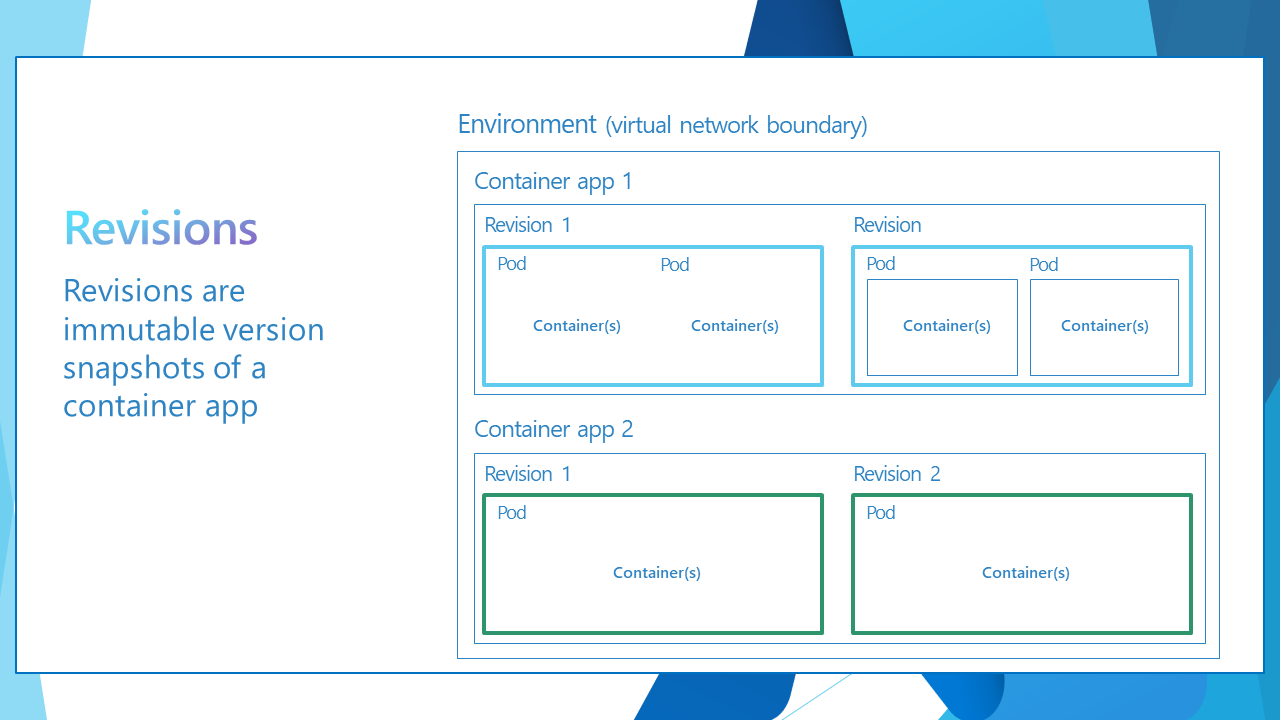 Revisions
Revisions are
immutable version
snapshots of a
container app
Environment (virtual network boundary)
Container app 1
Revision 1
Revision
Pod
Pod
Pod
Pod
Container(s)
Container(s)
Container(s)
Container(s)
Container app 2
Revision 1
Revision 2
Pod
Pod
Container(s)
Container(s)